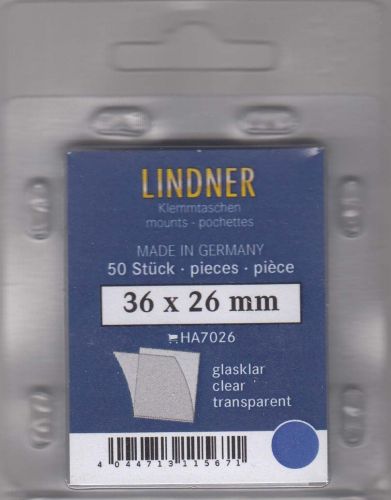 LINDNER
Klemmtaschen
mounts - pochettes
MADE IN GERMANY
50 Stück · pieces · pièce
36 x 26 mm
HA7026
glasklar
clear
transparent
4 044713 115671